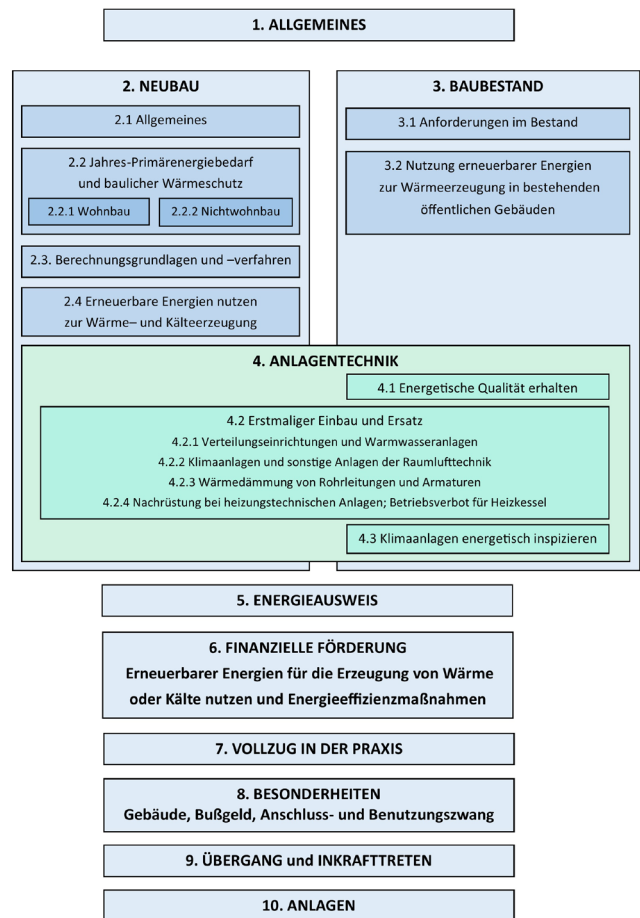 1. ALLGEMEINES
2. NEUBAU
2.1 Allgemeines
2.2 Jahres-Primärenergiebedarf
und baulicher Wärmeschutz
2.2.1 Wohnbau
2.2.2 Nichtwohnbau
2.3. Berechnungsgrundlagen und –verfahren
2.4 Erneuerbare Energien nutzen
zur Wärme– und Kälteerzeugung
3. BAUBESTAND
3.1 Anforderungen im Bestand
3.2 Nutzung erneuerbarer Energien
zur Wärmeerzeugung in bestehenden
öffentlichen Gebäuden
4. ANLAGENTECHNIK
4.1 Energetische Qualität erhalten
4.2 Erstmaliger Einbau und Ersatz
4.2.1 Verteilungseinrichtungen und Warmwasseranlagen
4.2.2 Klimaanlagen und sonstige Anlagen der Raumlufttechnik
4.2.3 Wärmedämmung von Rohrleitungen und Armaturen
4.2.4 Nachrüstung bei heizungstechnischen Anlagen; Betriebsverbot für Heizkessel
4.3 Klimaanlagen energetisch inspizieren
5. ENERGIEAUSWEIS
6. FINANZIELLE FÖRDERUNG
Erneuerbarer Energien für die Erzeugung von Wärme
oder Kälte nutzen und Energieeffizienzmaßnahmen
7. VOLLZUG IN DER PRAXIS
8. BESONDERHEITEN
Gebäude, Bußgeld, Anschluss- und Benutzungszwang
9. ÜBERGANG und INKRAFTTRETEN
10. ANLAGEN